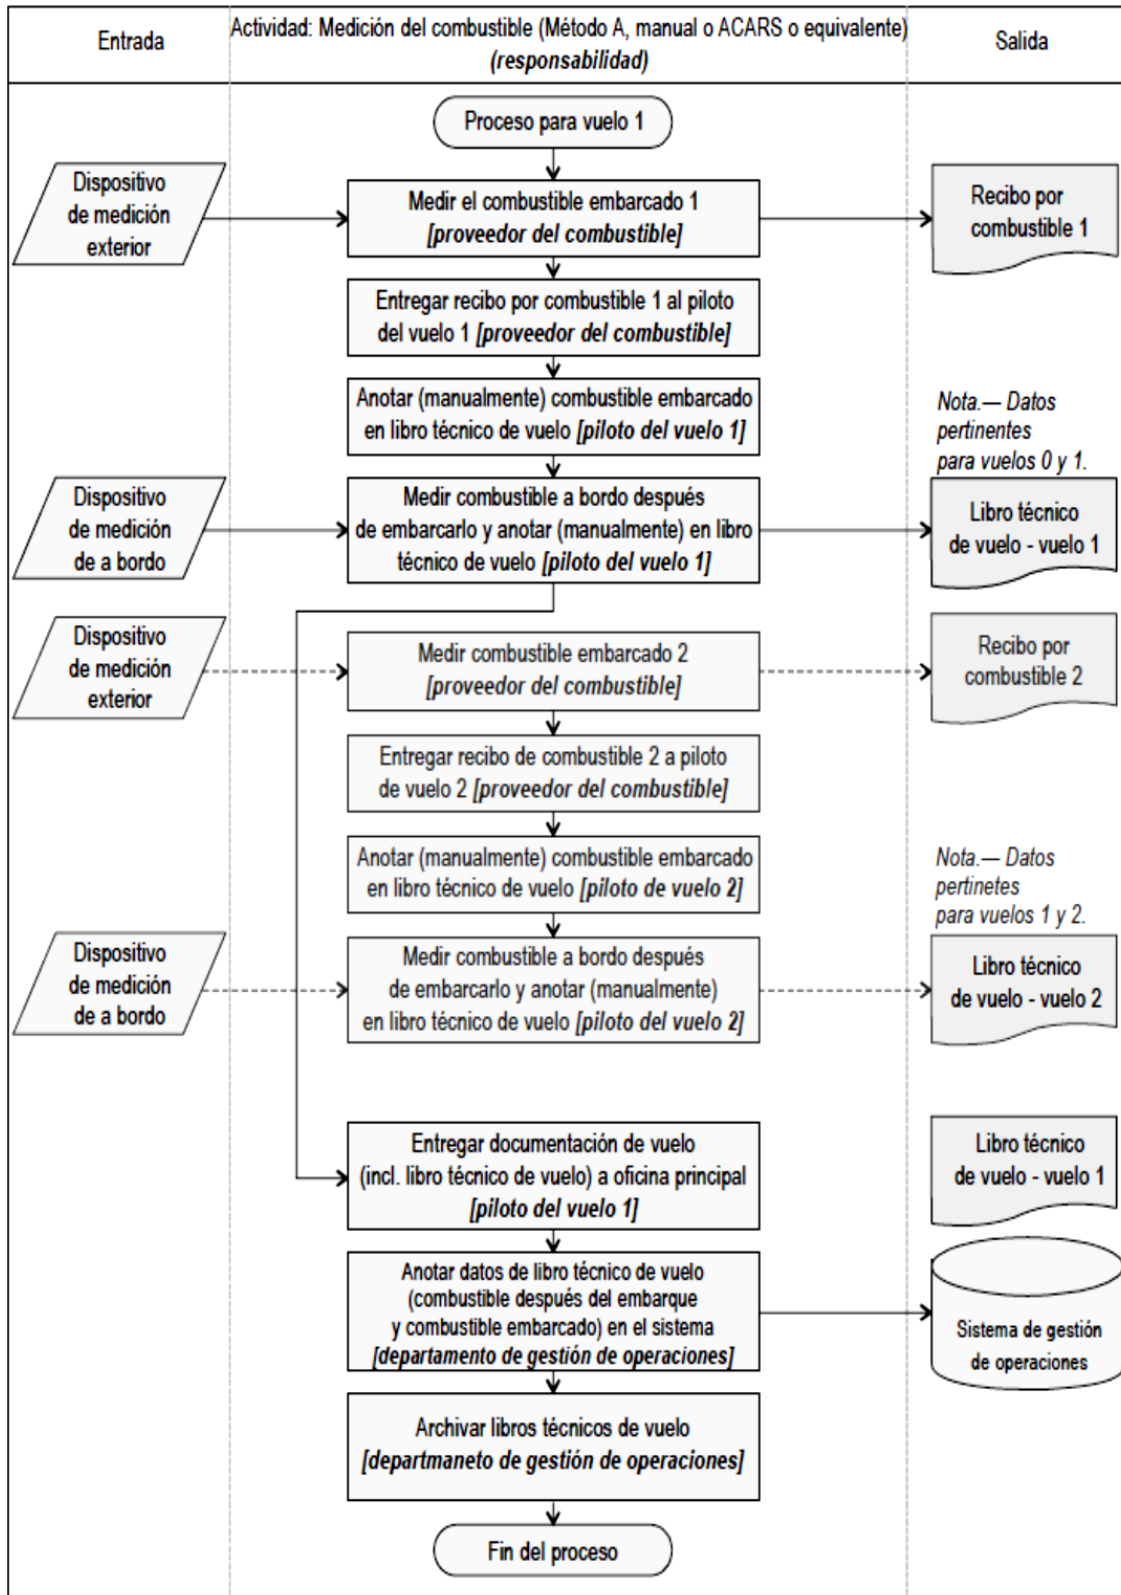 Entrada
Actividad: Medición del combustible (Método A, manual o ACARS o equivalente)
(responsabilidad)
Salida
Proceso para vuelo 1
Dispositivo
de medición
exterior
Medir el combustible embarcado 1
[proveedor del combustible]
Recibo por
combustible 1
Entregar recibo por combustible 1 al piloto
del vuelo 1 [proveedor del combustible]
Anotar (manualmente) combustible embarcado
en libro técnico de vuelo [piloto del vuelo 1]
Nota.— Datos
pertinentes
para vuelos 0 y 1.
Dispositivo
de medición
de a bordo
Medir combustible a bordo después
de embarcarlo y anotar (manualmente) en libro
técnico de vuelo [piloto del vuelo 1]
Libro técnico
de vuelo - vuelo 1
Dispositivo
de medición
exterior
Medir combustible embarcado 2
[proveedor del combustible]
Recibo por
combustible 2
Entregar recibo de combustible 2 a piloto
de vuelo 2 [proveedor del combustible]
Anotar (manualmente) combustible embarcado
en libro técnico de vuelo [piloto de vuelo 2]
Nota.— Datos
pertinetes
para vuelos 1 y 2.
Dispositivo
de medición
de a bordo
Medir combustible a bordo después
de embarcarlo y anotar (manualmente)
en libro técnico de vuelo [piloto del vuelo 2]
Libro técnico
de vuelo - vuelo 2
Entregar documentación de vuelo
(incl. libro técnico de vuelo) a oficina principal
[piloto del vuelo 1]
Libro técnico
de vuelo - vuelo 1
Anotar datos de libro técnico de vuelo
(combustible después del embarque
y combustible embarcado) en el sistema
[departamento de gestión de operaciones]
Sistema de gestión
de operaciones
Archivar libros técnicos de vuelo
[departmaneto de gestión de operaciones]
Fin del proceso